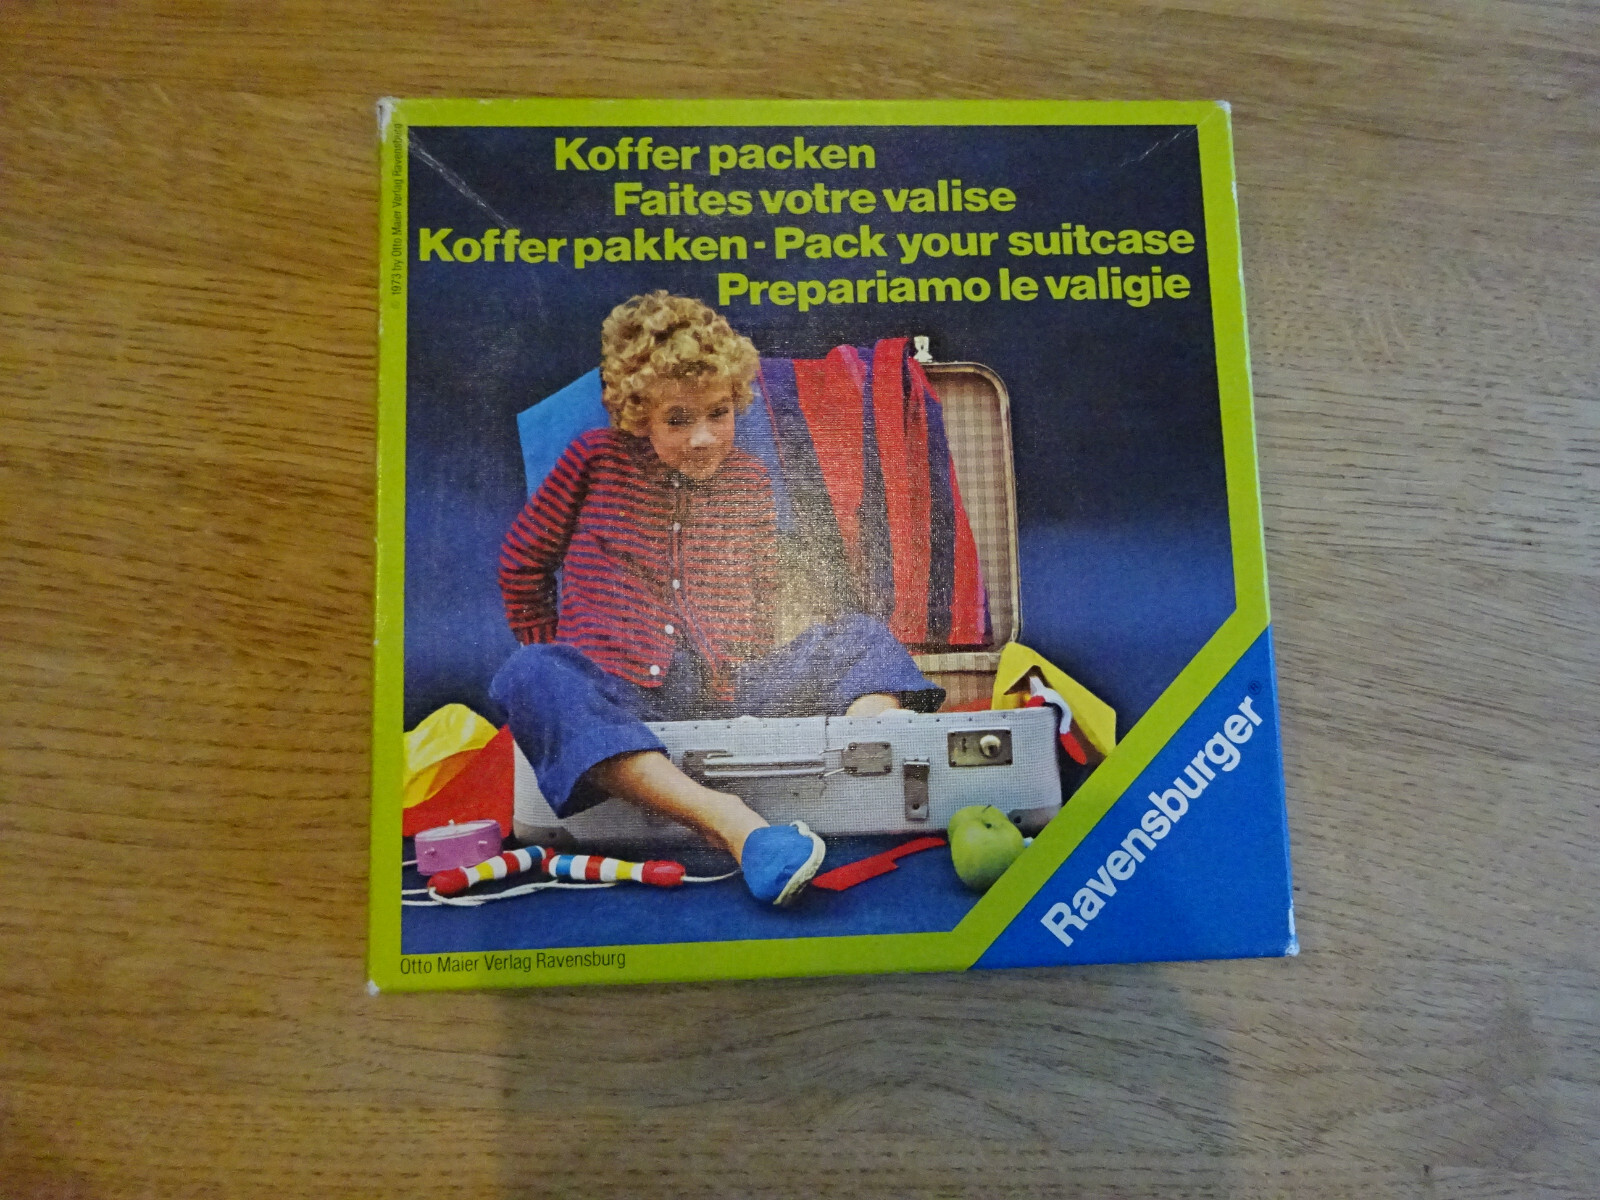 Koffer packen
Faites votre valise
Koffer pakken - Pack your suitcase
Prepariamo le valigie
© 1973 by Otto Maier Verlag Ravensburg
Ravensburger®
Otto Maier Verlag Ravensburg